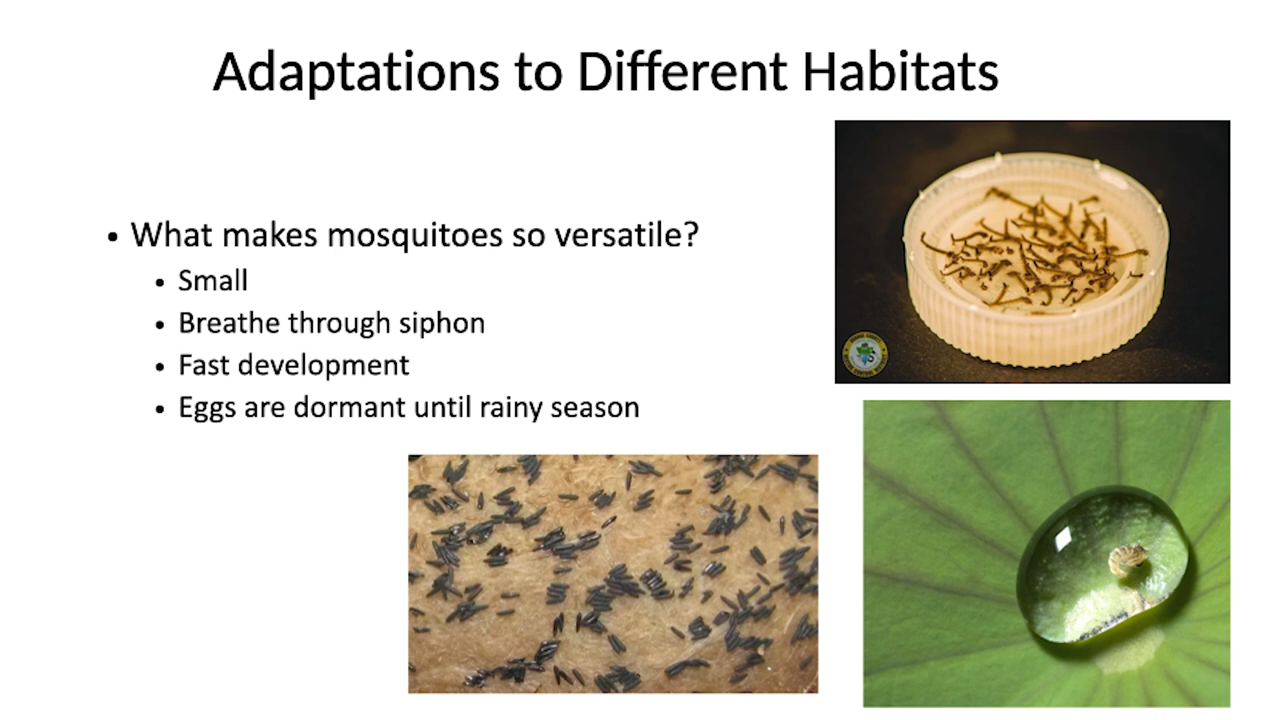 Adaptations to Different Habitats
• What makes mosquitoes so versatile?
• Small
• Breathe through siphon
• Fast development
• Eggs are dormant until rainy season